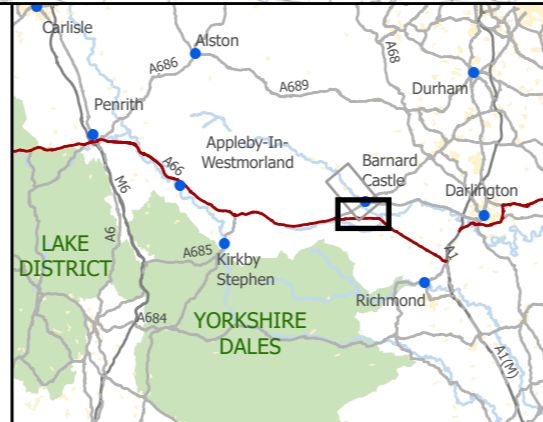 Carlisle
Alston
A686
A689
A68
Durham
Penrith
Appleby-In-
Westmorland
Barnard
Castle
Darlington
A66
M6
A6
LAKE
DISTRICT
A685
Kirkby
Stephen
A1
Richmond
A684
YORKSHIRE
DALES
A1(M)